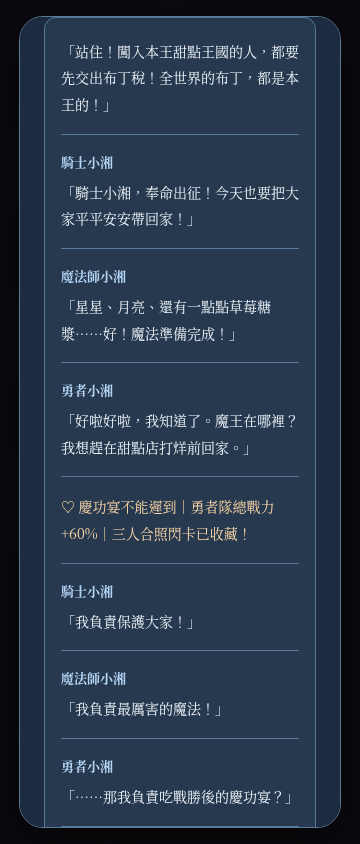 「站住！闖入本王甜點王國的人，都要
先交出布丁稅！全世界的布丁，都是本
王的！」
騎士小湘
「騎士小湘，奉命出征！今天也要把大
家平平安安帶回家！」
魔法師小湘
「星星、月亮、還有一點點草莓糖
漿⋯⋯好！魔法準備完成！」
勇者小湘
「好啦好啦，我知道了。魔王在哪裡？
我想趕在甜點店打烊前回家。」
♡ 慶功宴不能遲到｜勇者隊總戰力
+60%｜三人合照閃卡已收藏！
騎士小湘
「我負責保護大家！」
魔法師小湘
「我負責最厲害的魔法！」
勇者小湘
「⋯⋯那我負責吃戰勝後的慶功宴？」